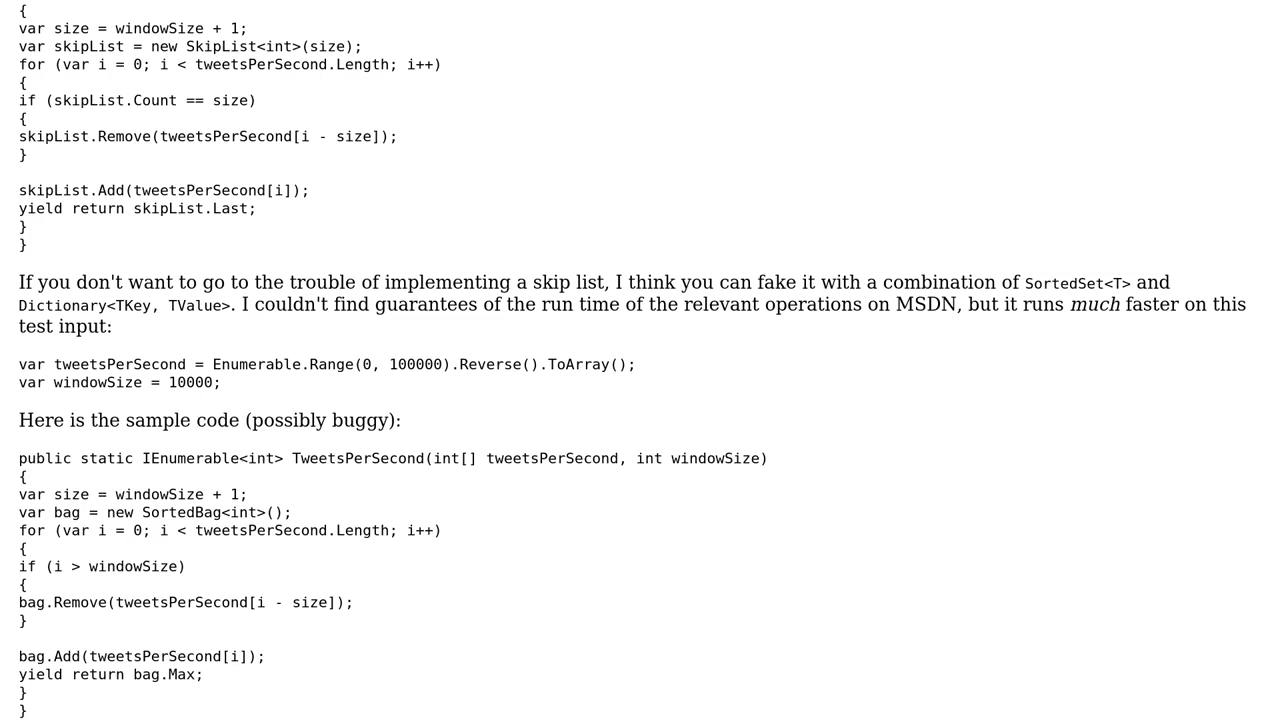 {
var size = windowSize + 1;
var skipList = new SkipList<int>(size);
for (var i = 0; i < tweetsPerSecond.Length; i++)
{
if (skipList.Count == size)
{
skipList.Remove(tweetsPerSecond[i - size]);
}

skipList.Add(tweetsPerSecond[i]);
yield return skipList.Last;
}
}

If you don't want to go to the trouble of implementing a skip list, I think you can fake it with a combination of SortedSet<T> and
Dictionary<TKey, TValue>. I couldn't find guarantees of the run time of the relevant operations on MSDN, but it runs much faster on this
test input:

var tweetsPerSecond = Enumerable.Range(0, 100000).Reverse().ToArray();
var windowSize = 10000;

Here is the sample code (possibly buggy):

public static IEnumerable<int> TweetsPerSecond(int[] tweetsPerSecond, int windowSize)
{
var size = windowSize + 1;
var bag = new SortedBag<int>();
for (var i = 0; i < tweetsPerSecond.Length; i++)
{
if (i > windowSize)
{
bag.Remove(tweetsPerSecond[i - size]);
}

bag.Add(tweetsPerSecond[i]);
yield return bag.Max;
}
}